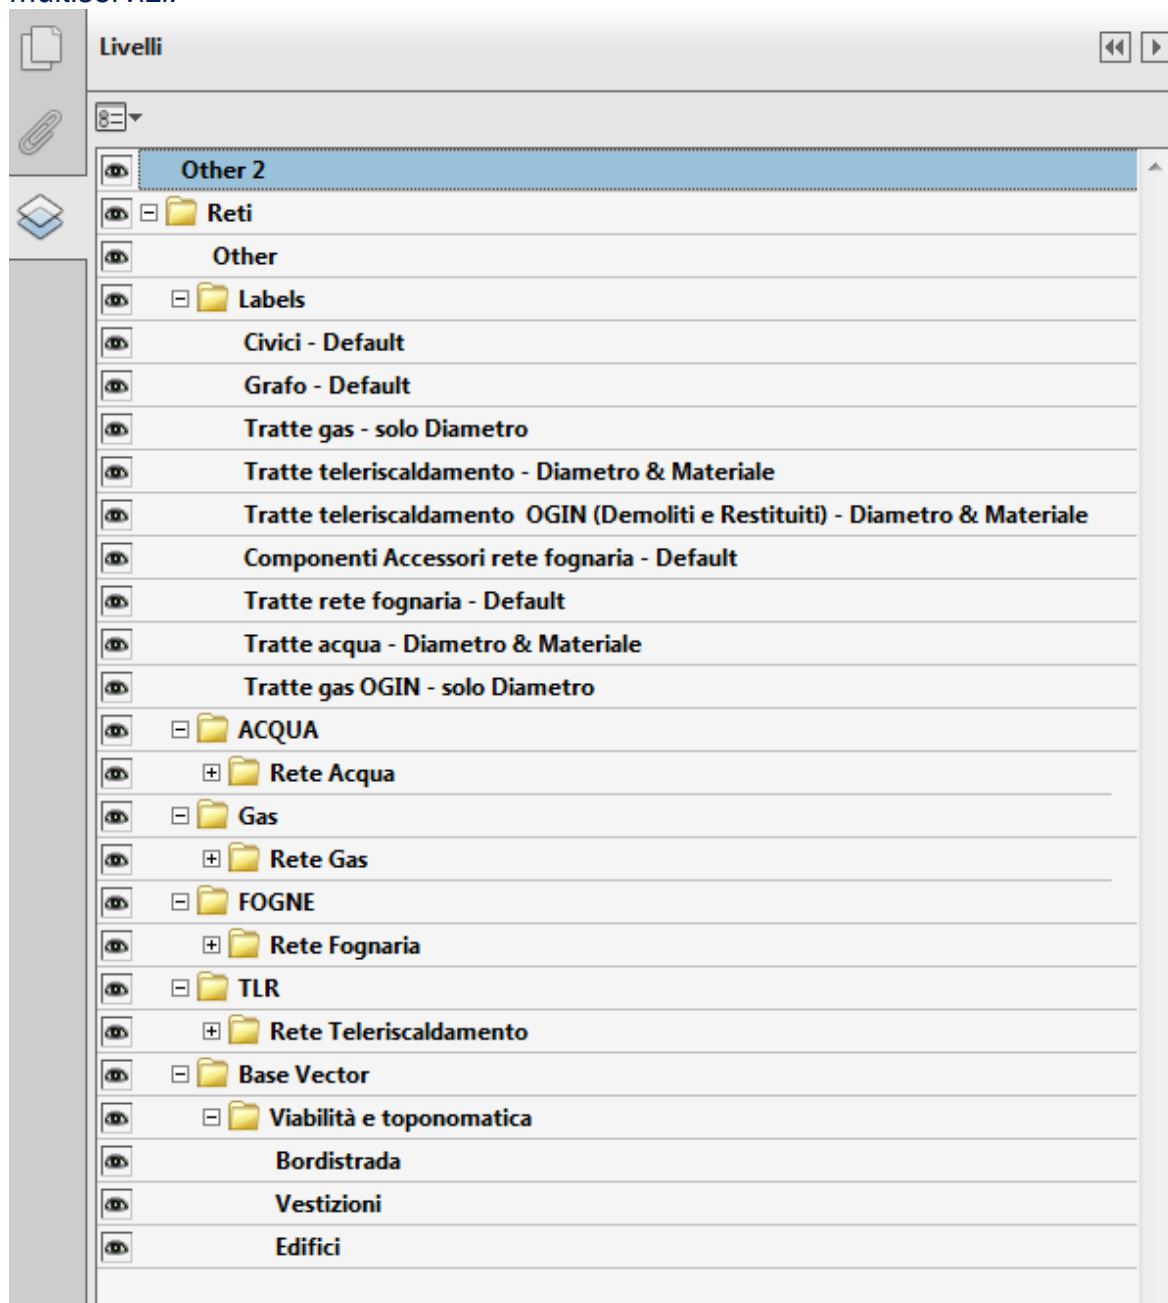 multiservizi.
Livelli
Other 2
Reti
Other
Labels
Civici - Default
Grafo - Default
Tratte gas - solo Diametro
Tratte teleriscaldamento - Diametro & Materiale
Tratte teleriscaldamento  OGIN (Demoliti e Restituiti) - Diametro & Materiale
Componenti Accessori rete fognaria - Default
Tratte rete fognaria - Default
Tratte acqua - Diametro & Materiale
Tratte gas OGIN - solo Diametro
ACQUA
Rete Acqua
Gas
Rete Gas
FOGNE
Rete Fognaria
TLR
Rete Teleriscaldamento
Base Vector
Viabilità e toponomatica
Bordistrada
Vestizioni
Edifici